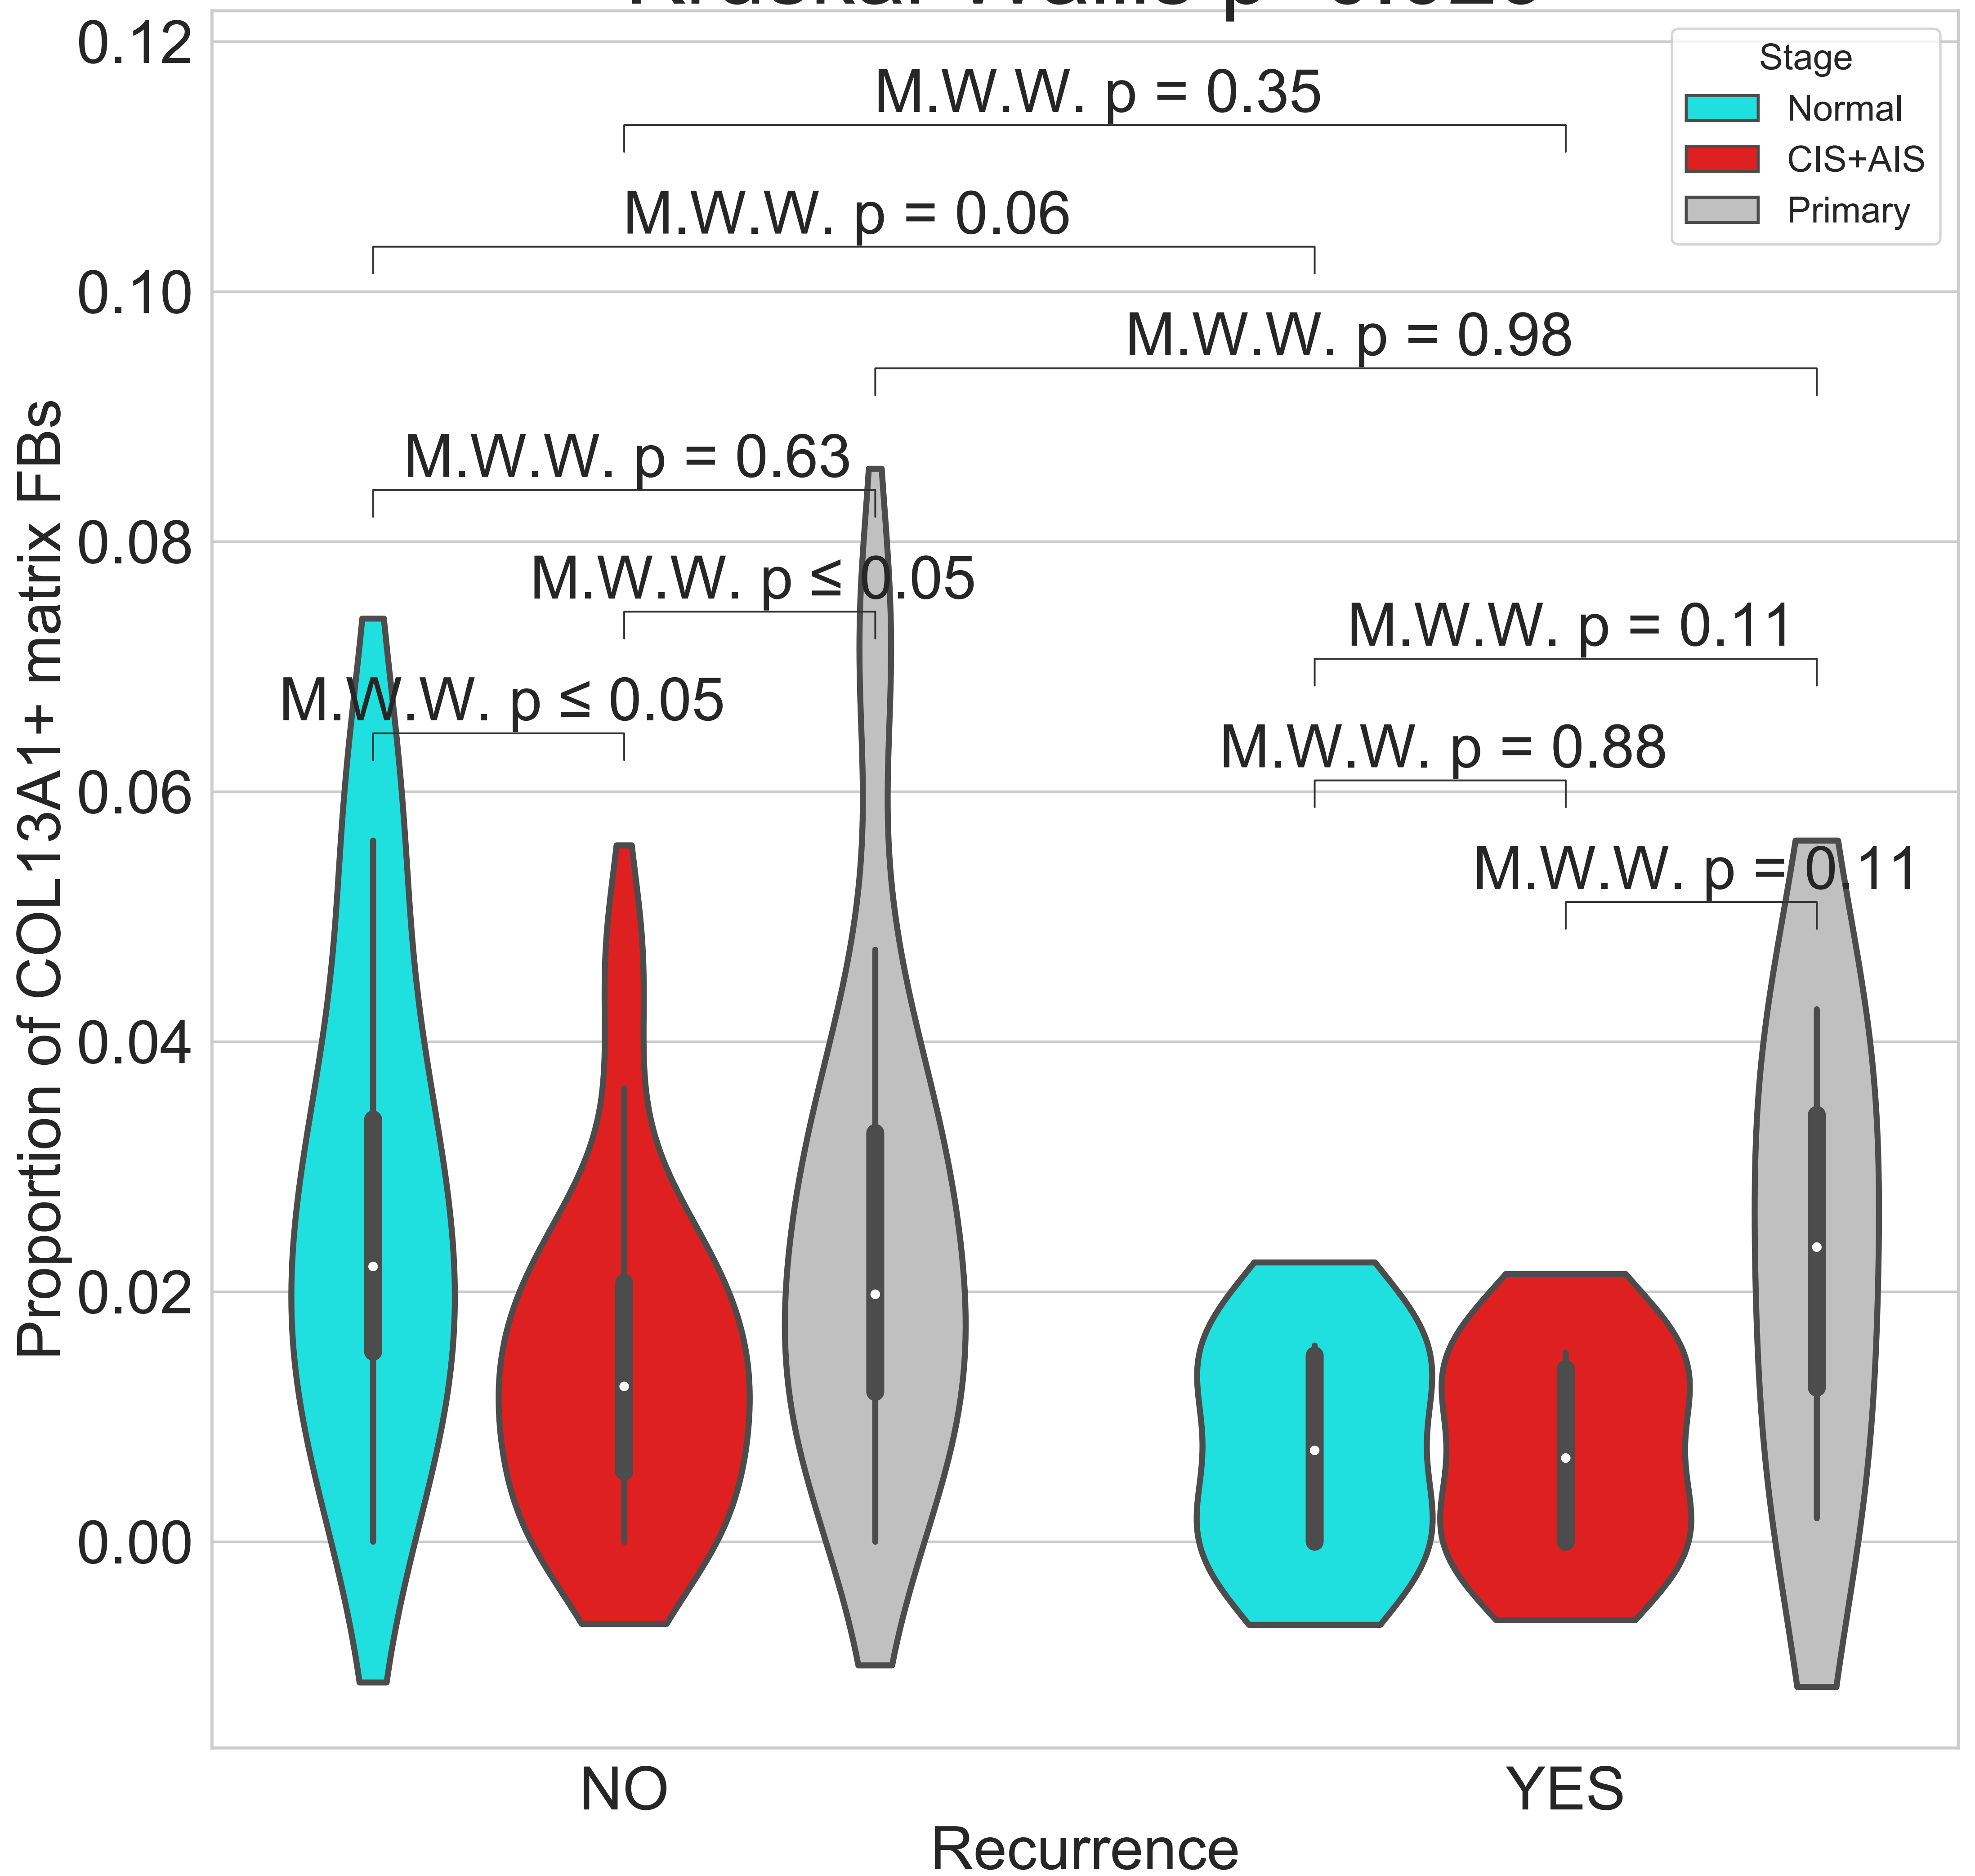 0.12
0.10
0.08
0.06
0.04
0.02
0.00
Proportion of COL13A1+ matrix FBs
Stage
Normal
CIS+AIS
Primary
M.W.W. p = 0.35
M.W.W. p = 0.06
M.W.W. p = 0.98
M.W.W. p = 0.63
M.W.W. p ≤ 0.05
M.W.W. p ≤ 0.05
M.W.W. p = 0.11
M.W.W. p = 0.88
M.W.W. p = 0.11
NO
YES
Recurrence